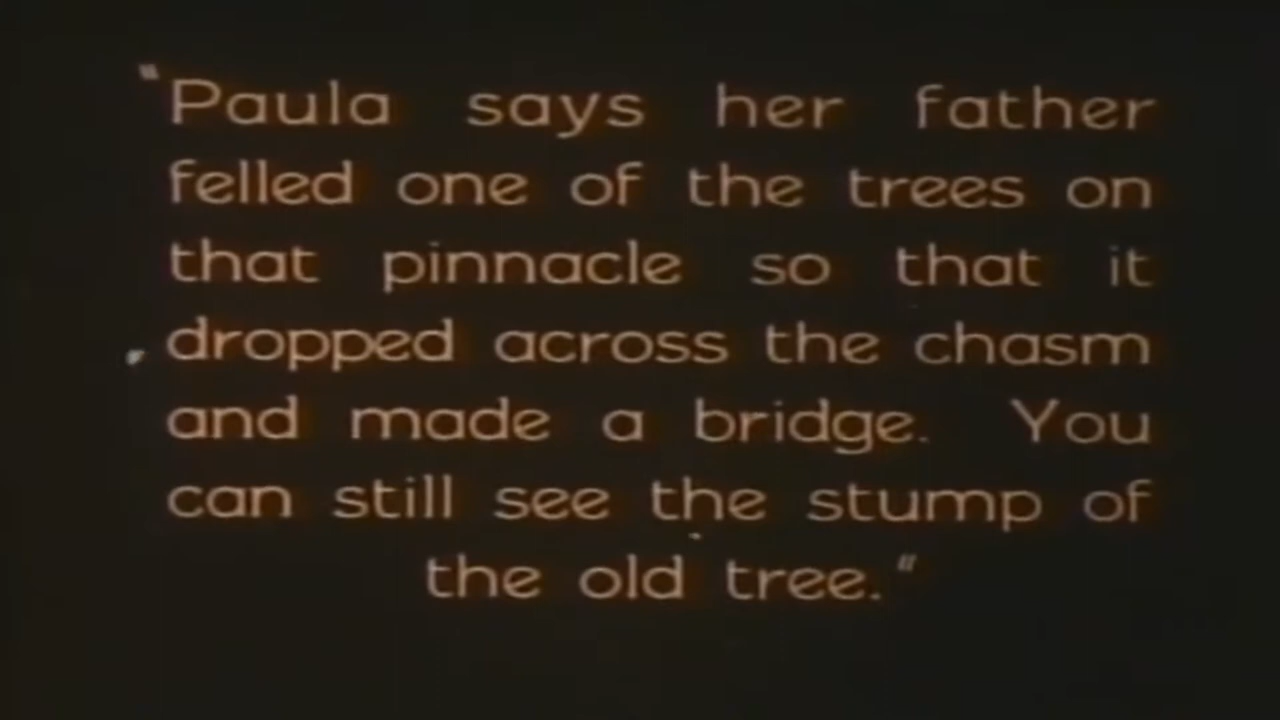 "Paula says her father
felled one of the trees on
that pinnacle so that it
dropped across the chasm
and made a bridge. You
can still see the stump of
the old tree."